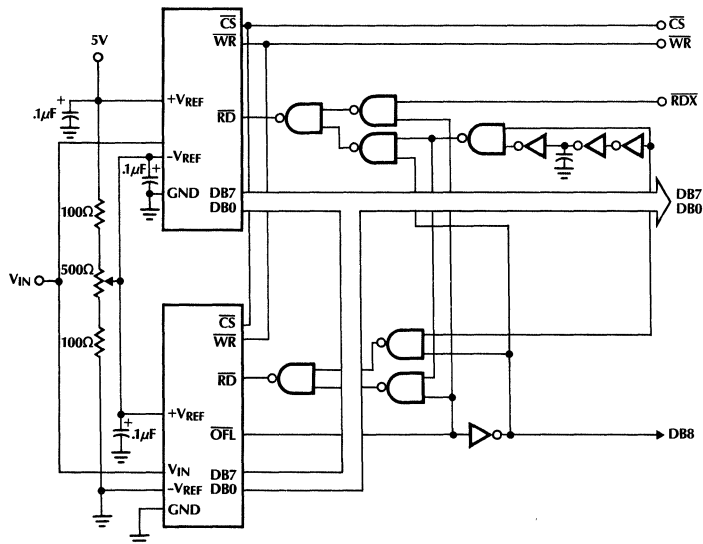 5V
.1µF
+
+VREF
-VREF
.1µF
+
GND
CS
WR
RD
DB7
DB0
CS
WR
RDX
DB7
DB0
100Ω
500Ω
100Ω
VIN
+
.1µF
CS
WR
RD
+VREF
OFL
VIN
DB7
-VREF
DB0
GND
DB8